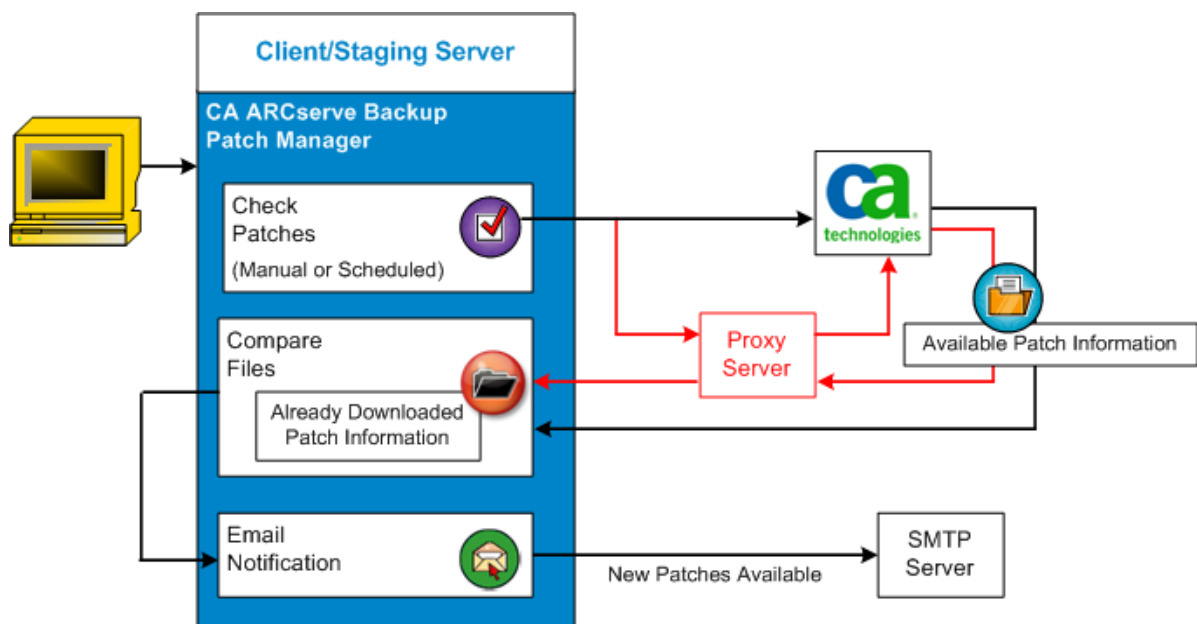 Client/Staging Server
CA ARCserve Backup
Patch Manager
Check
Patches
(Manual or Scheduled)
ca
technologies
Available Patch Information
Proxy
Server
Compare
Files
Already Downloaded
Patch Information
Email
Notification
New Patches Available
SMTP
Server